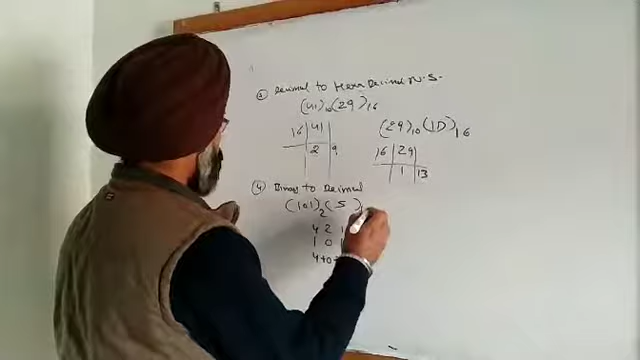 ③ Decimal to Hexa Decimal N.S.
(41)₁₀ (29)₁₆
16 | 41
2 | 9
(29)₁₀ (1D)₁₆
16 | 29
1 | 13
④ Binary to Decimal
(101)₂ (5)
4 2 1
1 0 1
4+0+